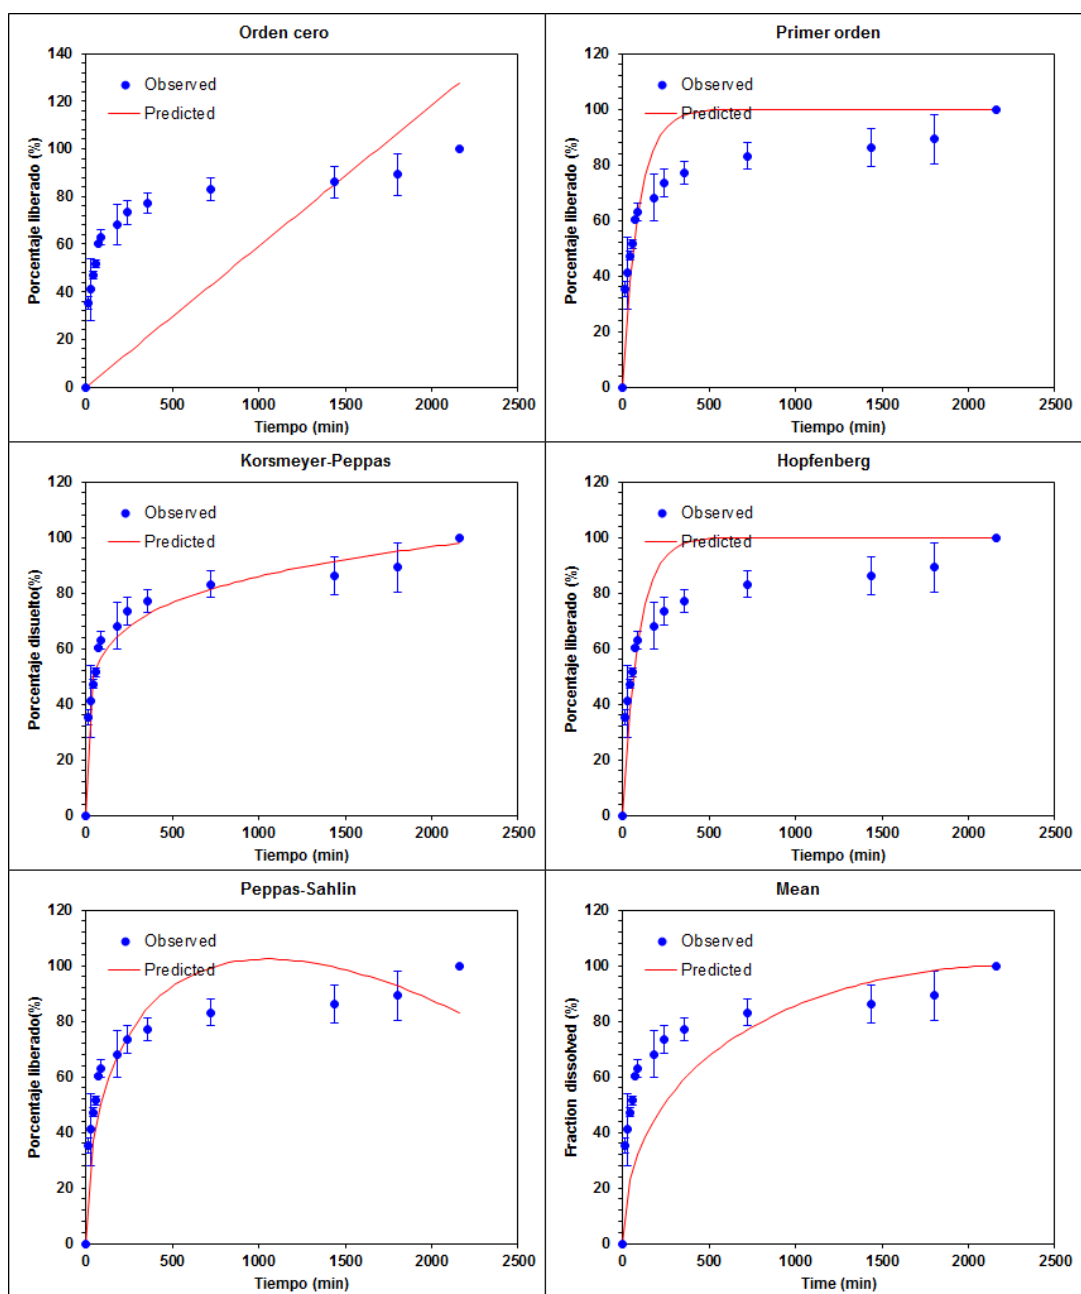 Orden cero
140
120
100
80
60
40
20
0
Observed
Predicted
Porcentaje liberado (%)
0 500 1000 1500 2000 2500
Tiempo (min)
Primer orden
120
100
80
60
40
20
0
Observed
Predicted
Porcentaje liberado (%)
0 500 1000 1500 2000 2500
Tiempo (min)
Korsmeyer-Peppas
120
100
80
60
40
20
0
Observed
Predicted
Porcentaje disuelto(%)
0 500 1000 1500 2000 2500
Tiempo (min)
Hopfenberg
120
100
80
60
40
20
0
Observed
Predicted
Porcentaje liberado (%)
0 500 1000 1500 2000 2500
Tiempo (min)
Peppas-Sahlin
120
100
80
60
40
20
0
Observed
Predicted
Porcentaje liberado(%)
0 500 1000 1500 2000 2500
Tiempo (min)
Mean
120
100
80
60
40
20
0
Observed
Predicted
Fraction dissolved (%)
0 500 1000 1500 2000 2500
Time (min)